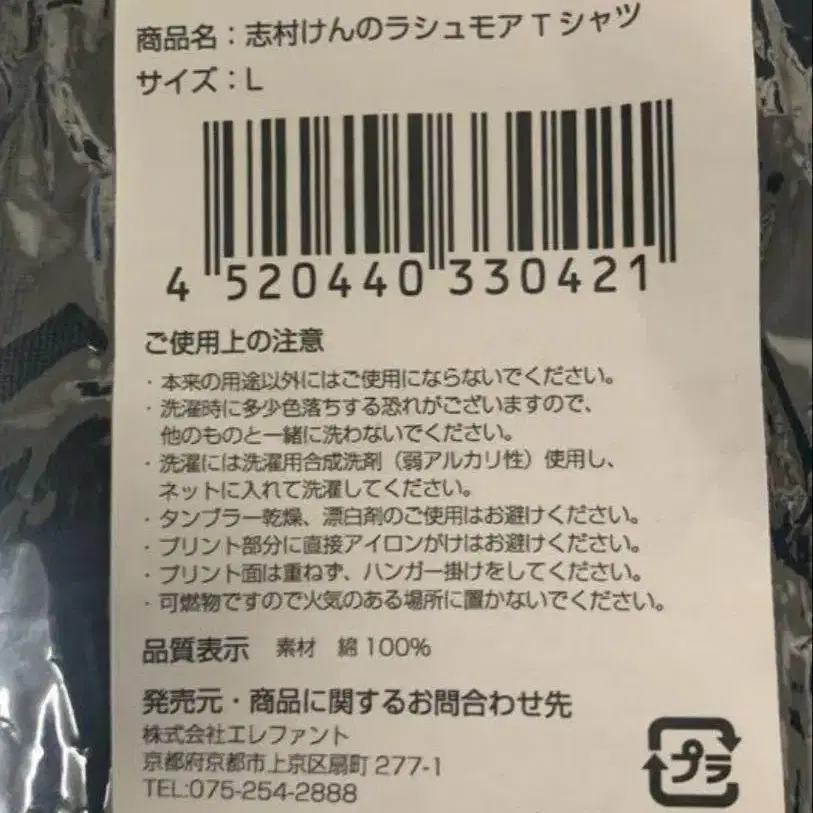 商品名：志村けんのラシュモアTシャツ
サイズ：L
4 520440 330421
ご使用上の注意
・本来の用途以外にはご使用にならないでください。
・洗濯時に多少色落ちする恐れがございますので、
他のものと一緒に洗わないでください。
・洗濯には洗濯用合成洗剤（弱アルカリ性）使用し、
ネットに入れて洗濯してください。
・タンブラー乾燥、漂白剤のご使用はお避けください。
・プリント部分に直接アイロンがけはお避けください。
・プリント面は重ねず、ハンガー掛けをしてください。
・可燃物ですので火気のある場所に置かないでください。
品質表示 素材 綿100%
発売元・商品に関するお問合わせ先
株式会社エレファント
京都府京都市上京区扇町277-1
TEL:075-254-2888
プラ